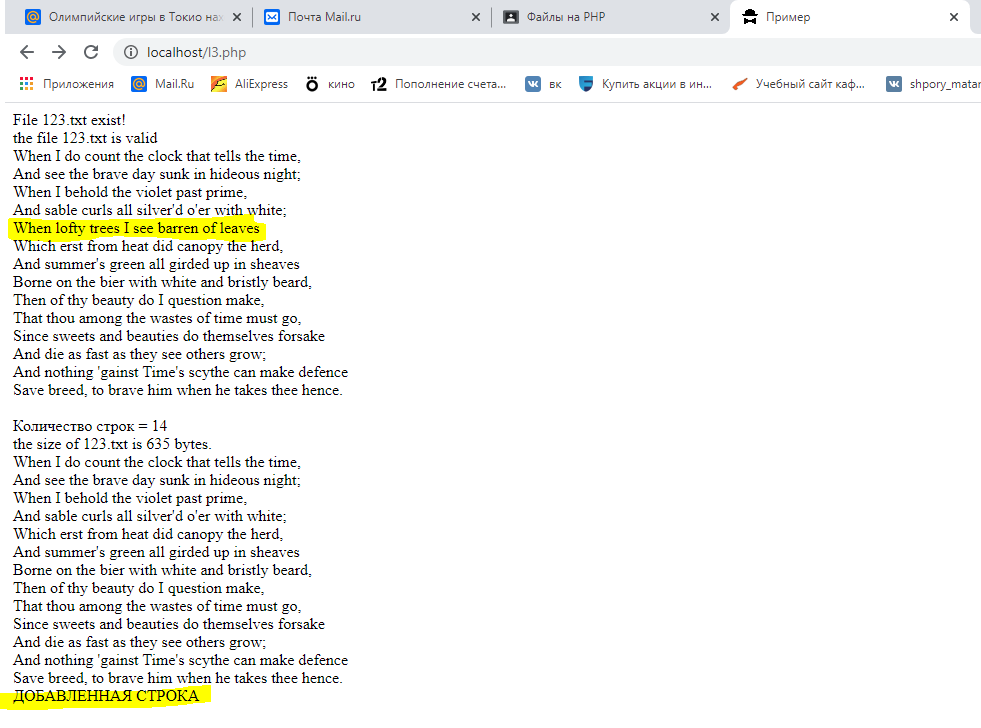 Олимпийские игры в Токио
Почта Mail.ru
Файлы на PHP
Пример
localhost/l3.php
Приложения
Mail.Ru
AliExpress
кино
Пополнение счета...
вк
Купить акции в ин...
Учебный сайт каф...
shpory_matan
File 123.txt exist!
the file 123.txt is valid
When I do count the clock that tells the time,
And see the brave day sunk in hideous night;
When I behold the violet past prime,
And sable curls all silver'd o'er with white;
When lofty trees I see barren of leaves
Which erst from heat did canopy the herd,
And summer's green all girded up in sheaves
Borne on the bier with white and bristly beard,
Then of thy beauty do I question make,
That thou among the wastes of time must go,
Since sweets and beauties do themselves forsake
And die as fast as they see others grow;
And nothing 'gainst Time's scythe can make defence
Save breed, to brave him when he takes thee hence.
Количество строк = 14
the size of 123.txt is 635 bytes.
When I do count the clock that tells the time,
And see the brave day sunk in hideous night;
When I behold the violet past prime,
And sable curls all silver'd o'er with white;
Which erst from heat did canopy the herd,
And summer's green all girded up in sheaves
Borne on the bier with white and bristly beard,
Then of thy beauty do I question make,
That thou among the wastes of time must go,
Since sweets and beauties do themselves forsake
And die as fast as they see others grow;
And nothing 'gainst Time's scythe can make defence
Save breed, to brave him when he takes thee hence.
ДОБАВЛЕННАЯ СТРОКА